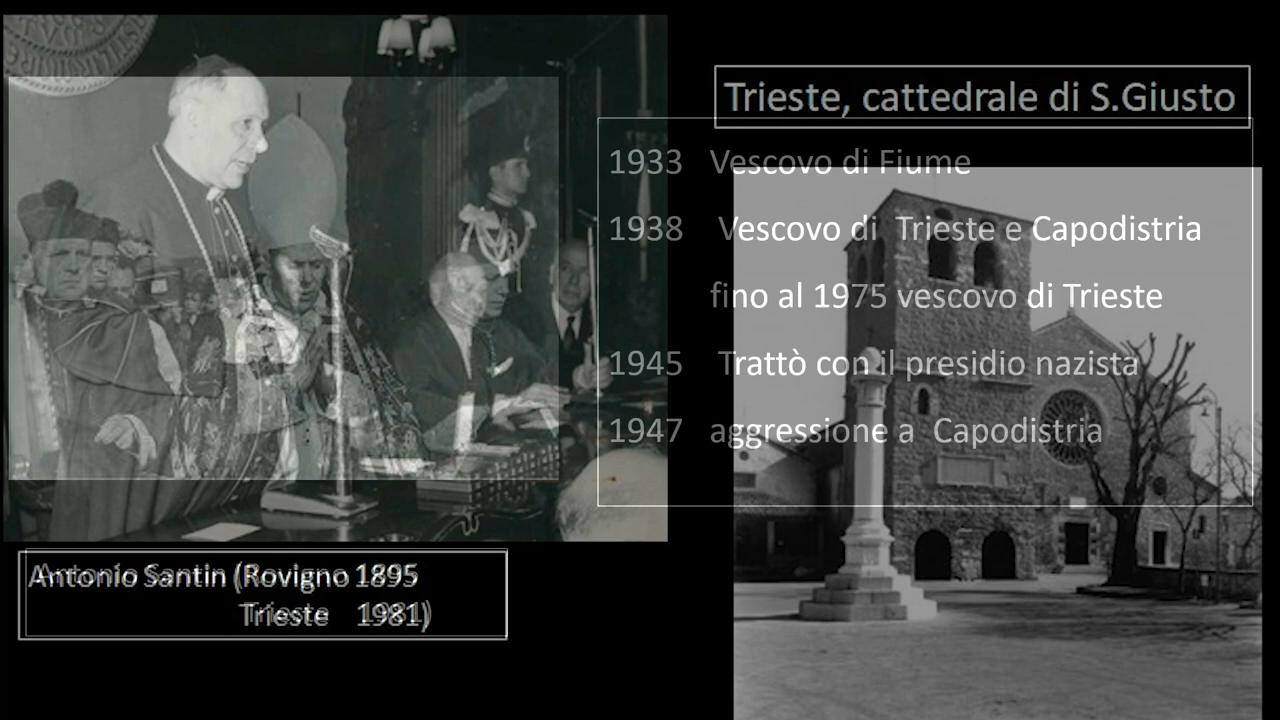 Trieste, cattedrale di S.Giusto
1933 Vescovo di Fiume
1938 Vescovo di Trieste e Capodistria
fino al 1975 vescovo di Trieste
1945 Trattò con il presidio nazista
1947 aggressione a Capodistria
Antonio Santin (Rovigno 1895
Trieste 1981)